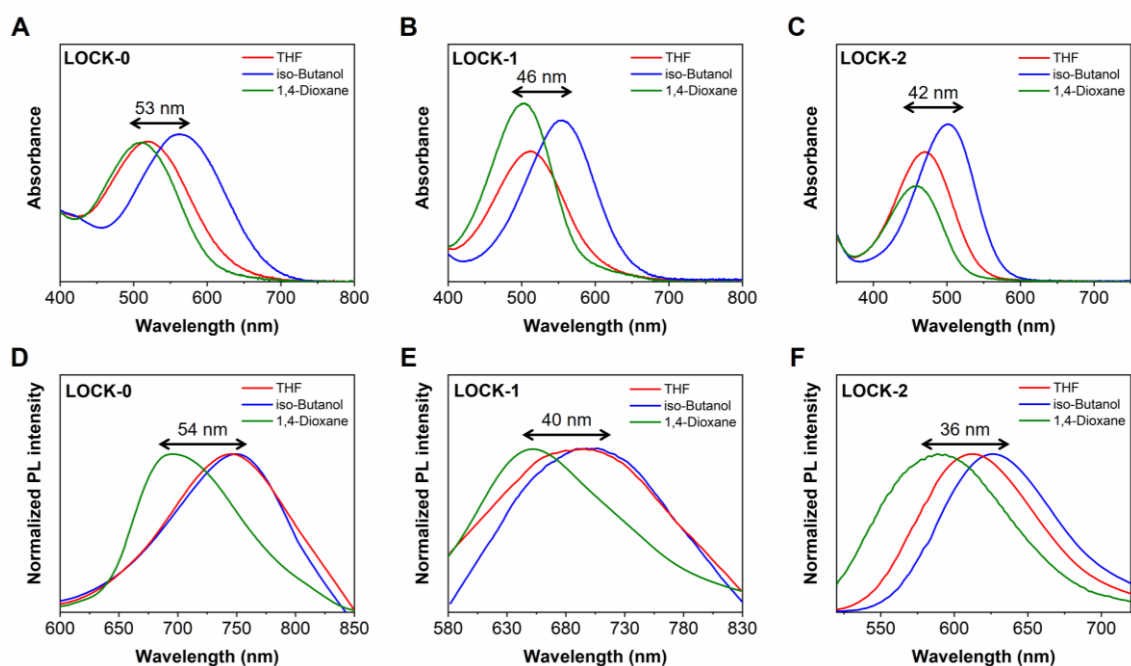 A
LOCK-0
THF
iso-Butanol
1,4-Dioxane
53 nm
Absorbance
400 500 600 700 800
Wavelength (nm)
B
LOCK-1
THF
iso-Butanol
1,4-Dioxane
46 nm
Absorbance
400 500 600 700 800
Wavelength (nm)
C
LOCK-2
THF
iso-Butanol
1,4-Dioxane
42 nm
Absorbance
400 500 600 700
Wavelength (nm)
D
LOCK-0
THF
iso-Butanol
1,4-Dioxane
54 nm
Normalized PL intensity
600 650 700 750 800 850
Wavelength (nm)
E
LOCK-1
THF
iso-Butanol
1,4-Dioxane
40 nm
Normalized PL intensity
580 630 680 730 780 830
Wavelength (nm)
F
LOCK-2
THF
iso-Butanol
1,4-Dioxane
36 nm
Normalized PL intensity
550 600 650 700
Wavelength (nm)